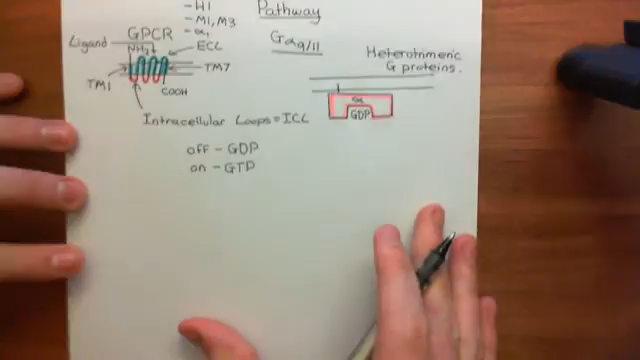 - H1
- M1, M3
- α1
Pathway
Gαq/11
Ligand
GPCR
NH2
ECL
TM7
TM1
COOH
Intracellular Loops = ICL
Heterotrimeric
G proteins.
α
GDP
off - GDP
on - GTP